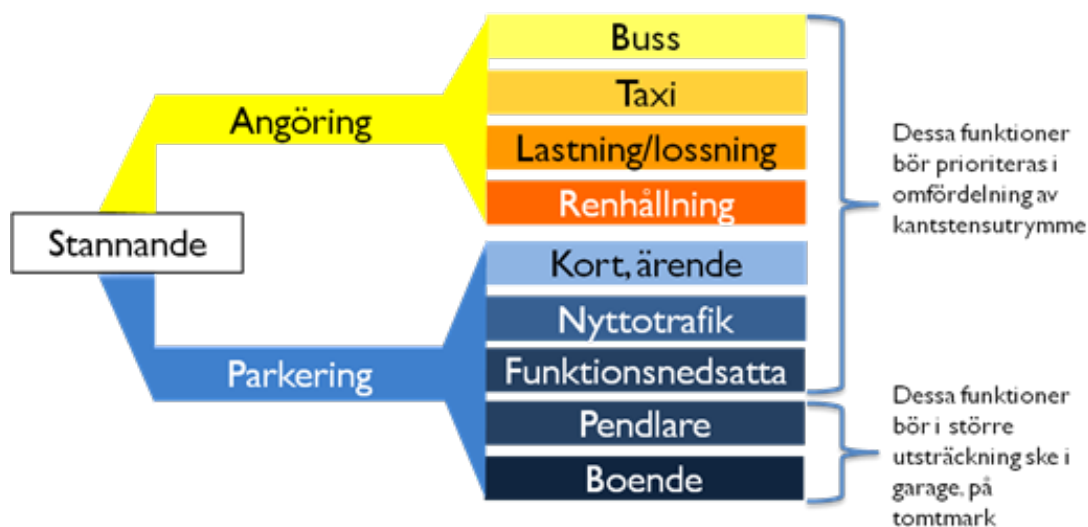 Stannande
Angöring
Buss
Taxi
Lastning/lossning
Renhållning
Parkering
Kort, ärende
Nyttotrafik
Funktionsnedsatta
Pendlare
Boende
Dessa funktioner
bör prioriteras i
omfördelning av
kantstensutrymme
Dessa funktioner
bör i större
utsträckning ske i
garage, på
tomtmark